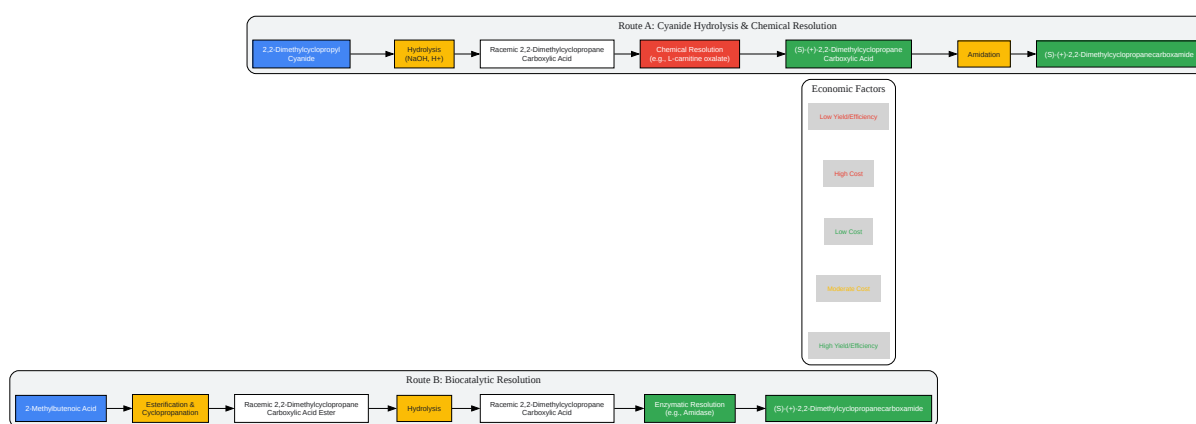 Route A: Cyanide Hydrolysis & Chemical Resolution
2,2-Dimethylcyclopropyl
Cyanide
Hydrolysis
(NaOH, H+)
Racemic 2,2-Dimethylcyclopropane
Carboxylic Acid
Chemical Resolution
(e.g., L-carnitine oxalate)
(S)-(+)-2,2-Dimethylcyclopropane
Carboxylic Acid
Amidation
(S)-(+)-2,2-Dimethylcyclopropanecarboxamide
Economic Factors
Low Yield/Efficiency
High Cost
Low Cost
Moderate Cost
High Yield/Efficiency
Route B: Biocatalytic Resolution
2-Methylbutenoic Acid
Esterification &
Cyclopropanation
Racemic 2,2-Dimethylcyclopropane
Carboxylic Acid Ester
Hydrolysis
Racemic 2,2-Dimethylcyclopropane
Carboxylic Acid
Enzymatic Resolution
(e.g., Amidase)
(S)-(+)-2,2-Dimethylcyclopropanecarboxamide